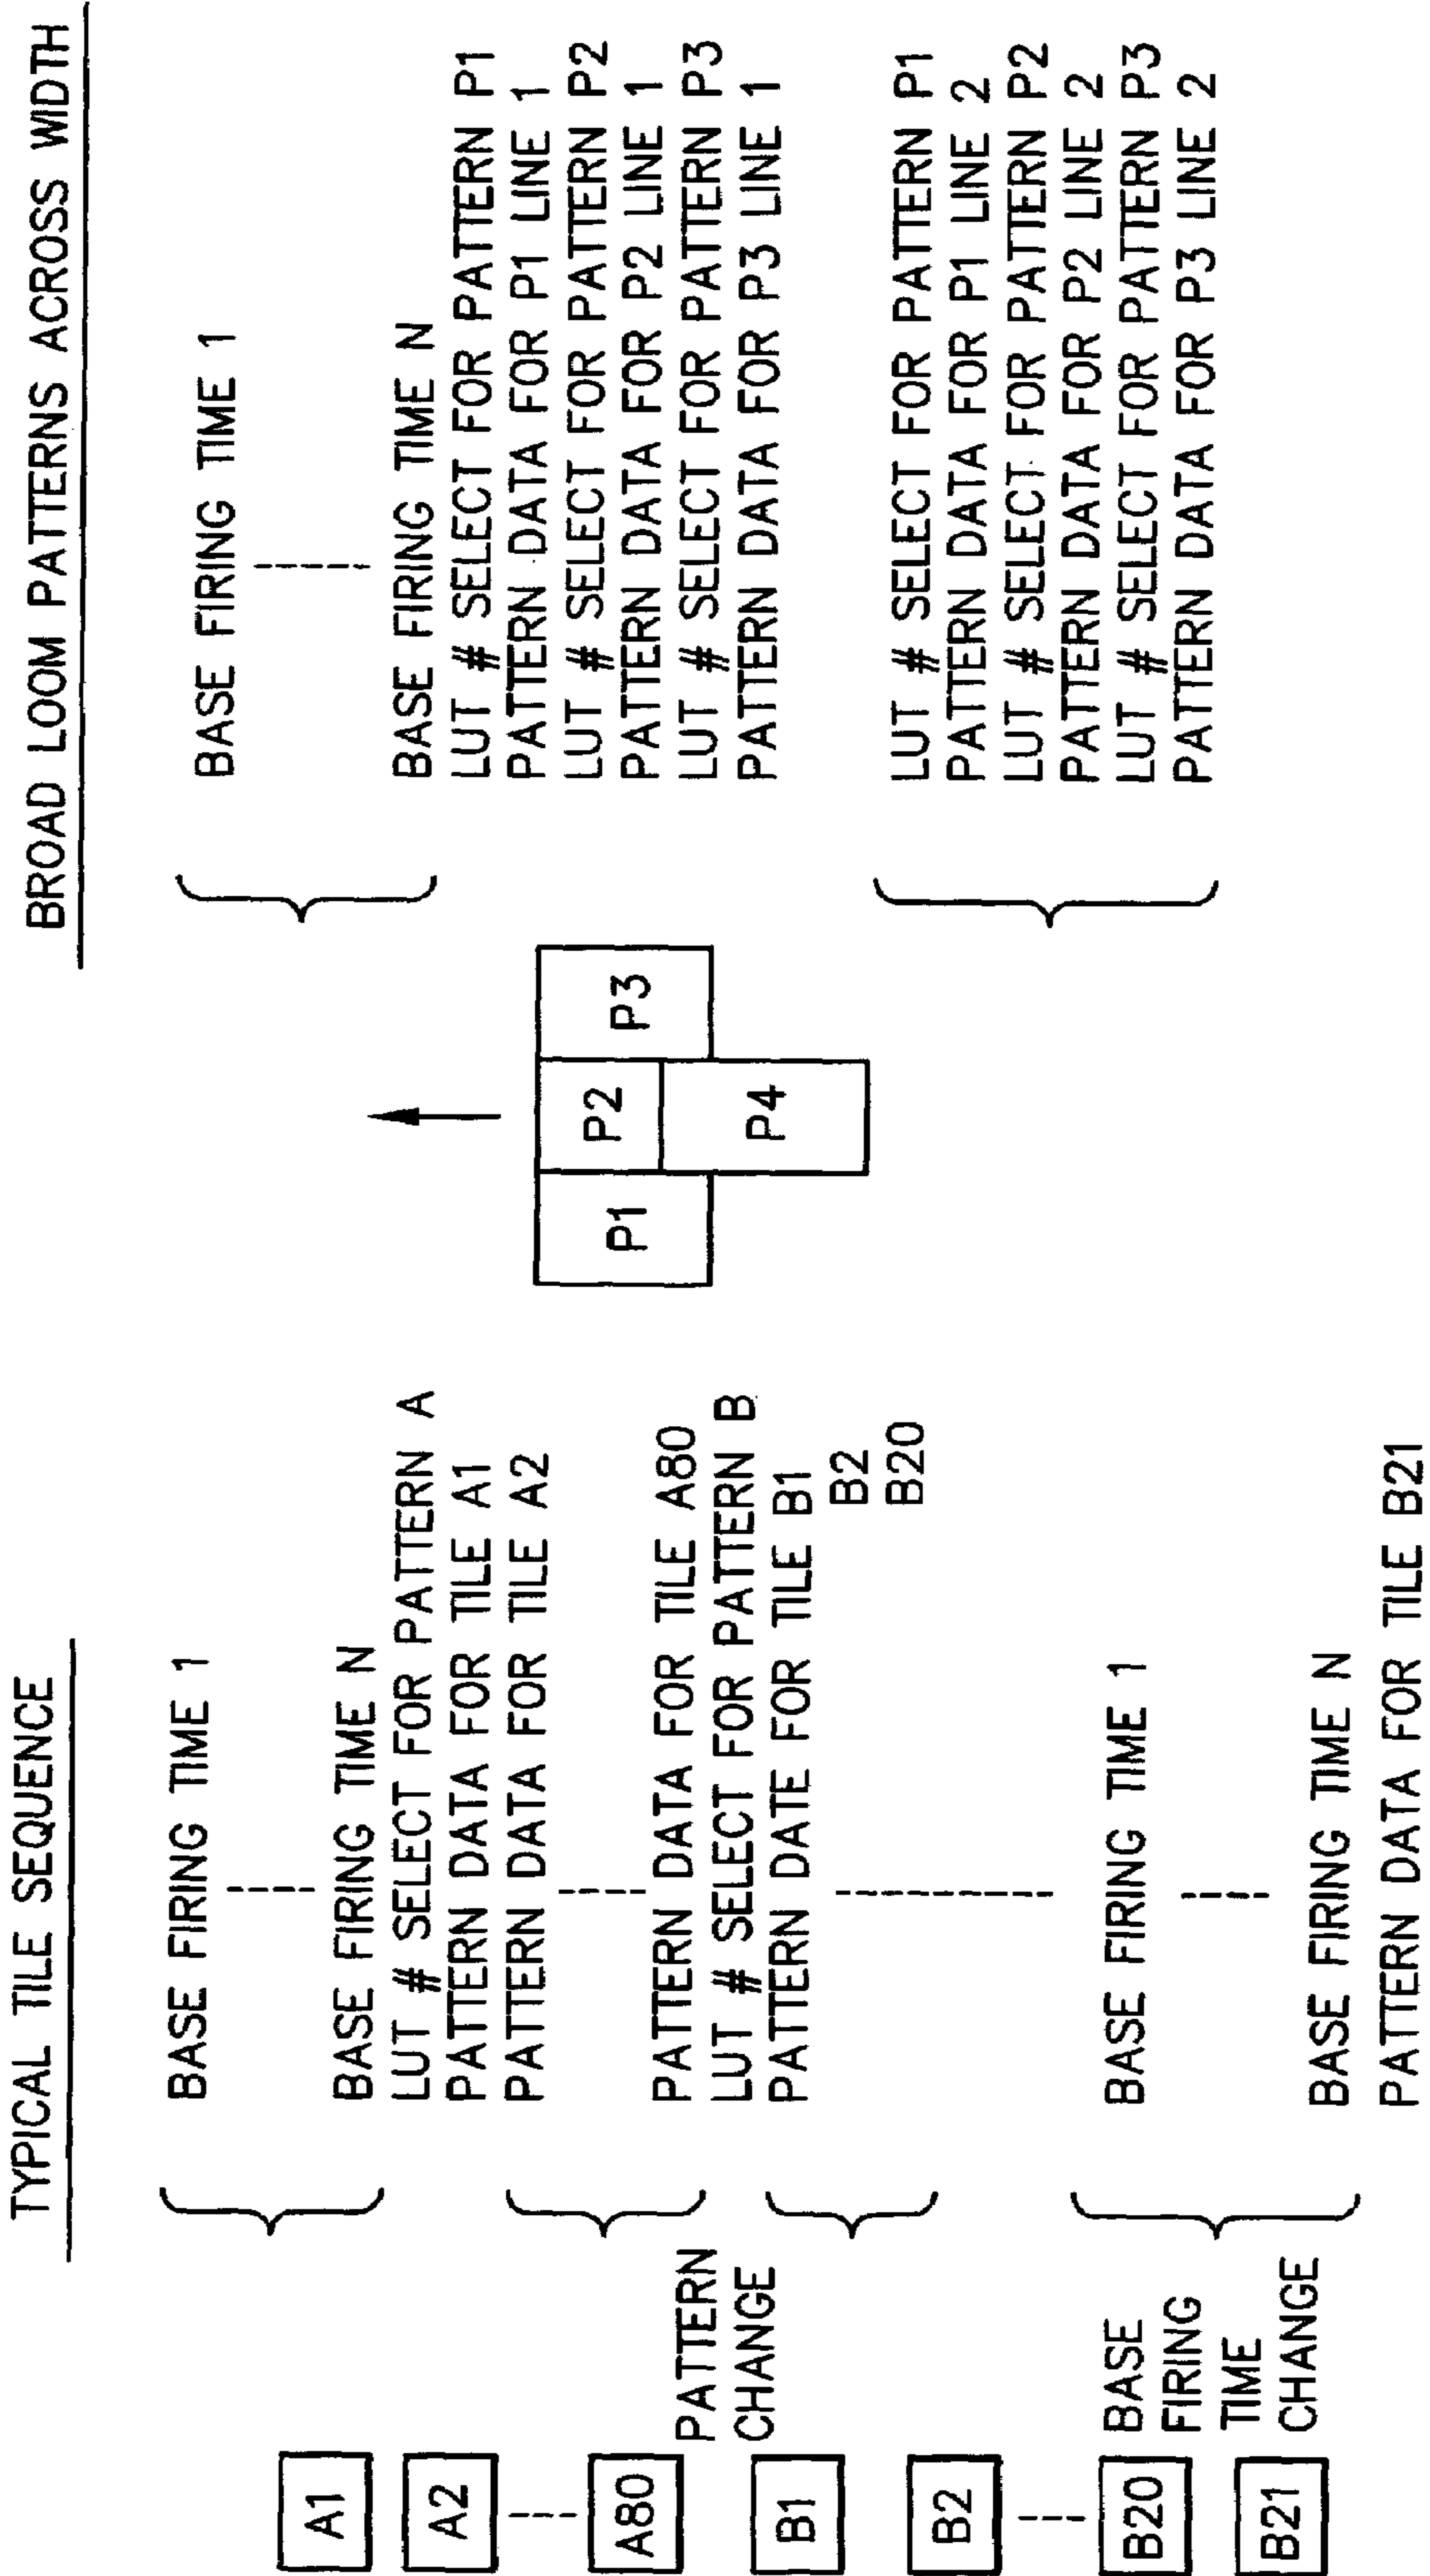 TYPICAL TILE SEQUENCE
A1
A2
A80
B1
B2
B20
B21
PATTERN
CHANGE
BASE
FIRING
TIME
CHANGE
BASE FIRING TIME 1
BASE FIRING TIME N
LUT # SELECT FOR PATTERN A
PATTERN DATA FOR TILE A1
PATTERN DATA FOR TILE A2
PATTERN DATA FOR TILE A80
LUT # SELECT FOR PATTERN B
PATTERN DATE FOR TILE B1
B2
B20
BASE FIRING TIME 1
BASE FIRING TIME N
PATTERN DATA FOR TILE B21
BROAD LOOM PATTERNS ACROSS WIDTH
P1
P2
P3
P4
BASE FIRING TIME 1
BASE FIRING TIME N
LUT # SELECT FOR PATTERN P1
PATTERN DATA FOR P1 LINE 1
LUT # SELECT FOR PATTERN P2
PATTERN DATA FOR P2 LINE 1
LUT # SELECT FOR PATTERN P3
PATTERN DATA FOR P3 LINE 1
LUT # SELECT FOR PATTERN P1
PATTERN DATA FOR P1 LINE 2
LUT # SELECT FOR PATTERN P2
PATTERN DATA FOR P2 LINE 2
LUT # SELECT FOR PATTERN P3
PATTERN DATA FOR P3 LINE 2